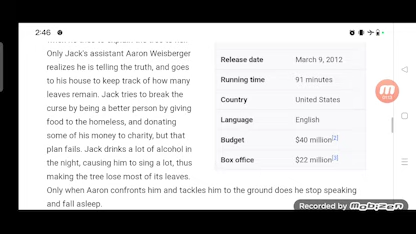 2:46
Only Jack's assistant Aaron Weisberger
realizes he is telling the truth, and goes
to his house to keep track of how many
leaves remain. Jack tries to break the
curse by being a better person by giving
food to the homeless, and donating
some of his money to charity, but that
plan fails. Jack drinks a lot of alcohol in
the night, causing him to sing a lot, thus
making the tree lose most of its leaves.
Only when Aaron confronts him and tackles him to the ground does he stop speaking
and fall asleep.
Release date March 9, 2012
Running time 91 minutes
Country United States
Language English
Budget $40 million[2]
Box office $22 million[3]
Recorded by Mobizen